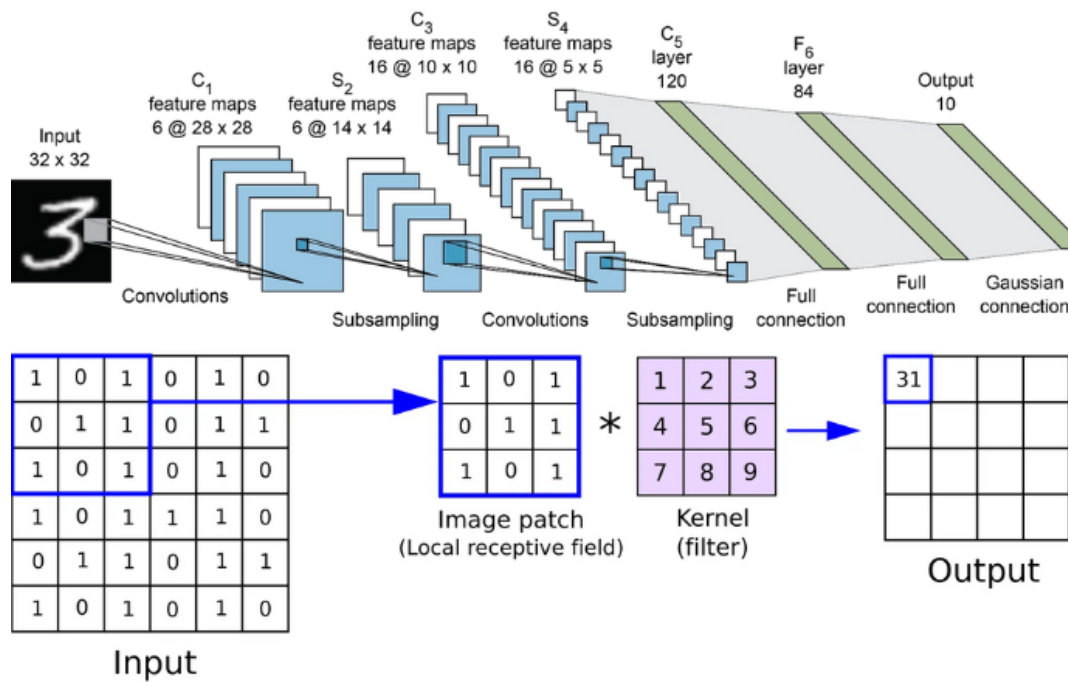 Input
32 x 32
C1
feature maps
6 @ 28 x 28
S2
feature maps
6 @ 14 x 14
C3
feature maps
16 @ 10 x 10
S4
feature maps
16 @ 5 x 5
C5
layer
120
F6
layer
84
Output
10
3
Convolutions
Subsampling
Convolutions
Subsampling
Full
connection
Full
connection
Gaussian
connection
1 0 1 0 1 0
0 1 1 0 1 1
1 0 1 0 1 0
1 0 1 1 1 0
0 1 1 0 1 1
1 0 1 0 1 0
Input
1 0 1
0 1 1
1 0 1
Image patch
(Local receptive field)
*
1 2 3
4 5 6
7 8 9
Kernel
(filter)
31
Output